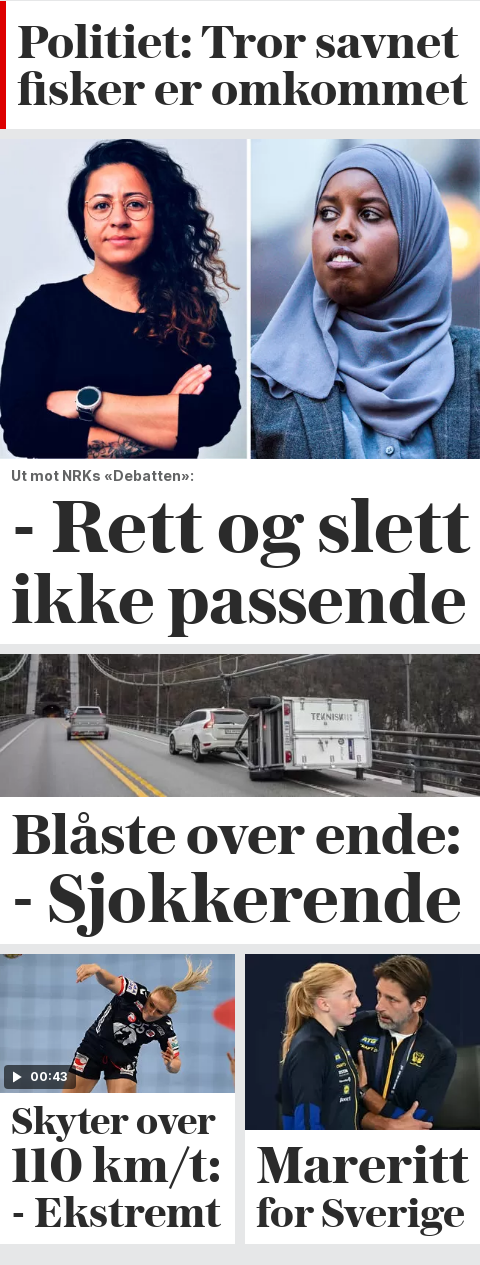 Politiet: Tror savnet
fisker er omkommet
Ut mot NRKs «Debatten»:
- Rett og slett
ikke passende
TEKNISK
Blåste over ende:
- Sjokkerende
00:43
Skyter over
110 km/t:
- Ekstremt
Mareritt
for Sverige